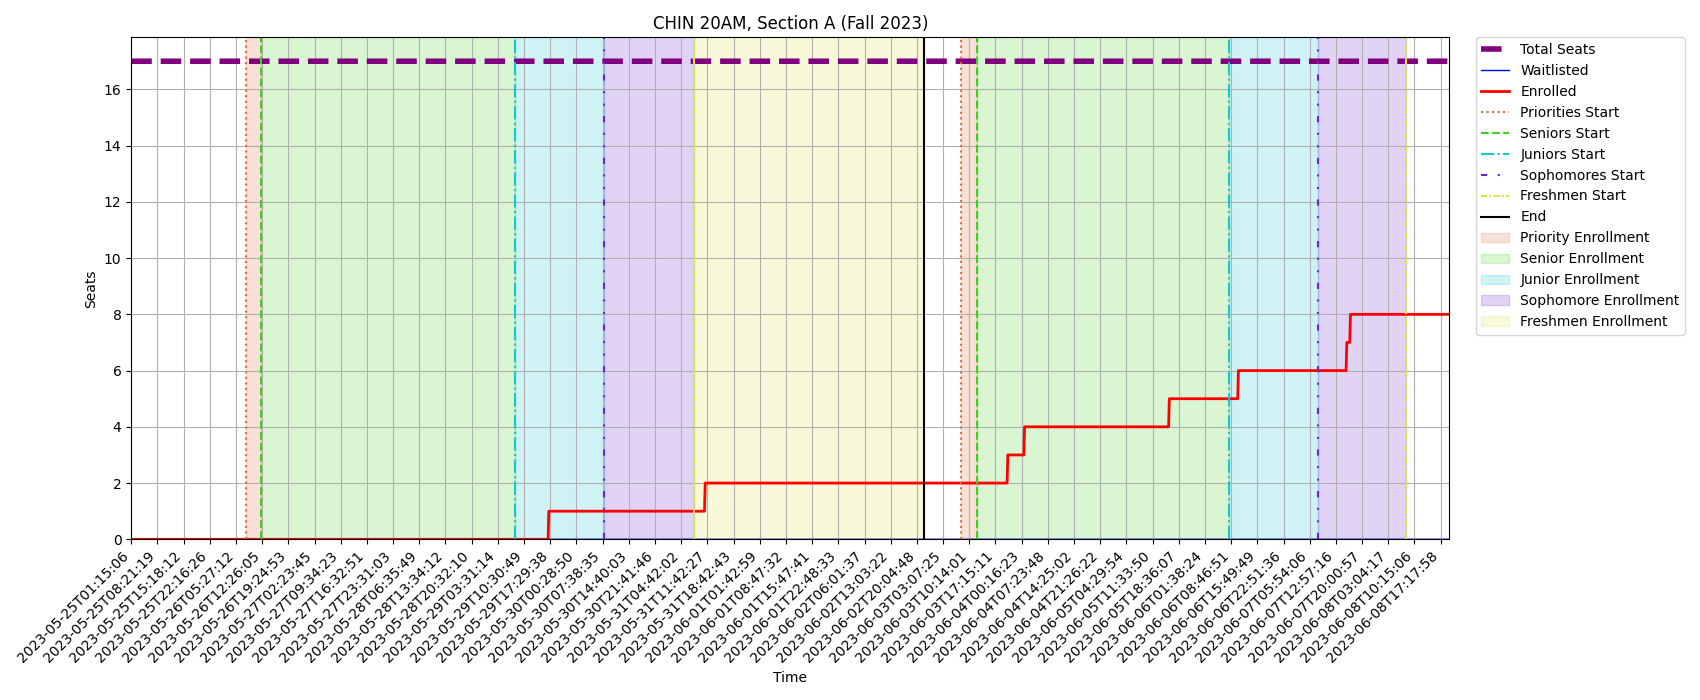 CHIN 20AM, Section A (Fall 2023)
Seats
16
14
12
10
8
6
4
2
0
2023-05-25T01:15:06
2023-05-25T08:21:19
2023-05-25T15:18:12
2023-05-25T22:16:26
2023-05-26T05:27:12
2023-05-26T12:26:05
2023-05-26T19:24:53
2023-05-27T02:23:45
2023-05-27T09:34:23
2023-05-27T16:32:51
2023-05-27T23:31:03
2023-05-28T06:35:49
2023-05-28T13:34:12
2023-05-28T20:32:10
2023-05-29T03:31:14
2023-05-29T10:30:49
2023-05-29T17:29:38
2023-05-30T00:28:50
2023-05-30T07:38:35
2023-05-30T14:40:03
2023-05-30T21:41:46
2023-05-31T04:42:02
2023-05-31T11:42:27
2023-05-31T18:42:43
2023-06-01T01:42:59
2023-06-01T08:47:32
2023-06-01T15:47:41
2023-06-01T22:48:33
2023-06-02T06:01:37
2023-06-02T13:03:22
2023-06-02T20:04:48
2023-06-03T03:07:25
2023-06-03T10:14:01
2023-06-03T17:15:11
2023-06-04T00:16:23
2023-06-04T07:23:48
2023-06-04T14:25:02
2023-06-04T21:26:22
2023-06-05T04:29:54
2023-06-05T11:33:50
2023-06-05T18:36:07
2023-06-06T01:38:24
2023-06-06T08:46:51
2023-06-06T15:49:49
2023-06-06T22:51:36
2023-06-07T05:54:06
2023-06-07T12:57:16
2023-06-07T20:00:57
2023-06-08T03:04:17
2023-06-08T10:15:06
2023-06-08T17:17:58
Time
Total Seats
Waitlisted
Enrolled
Priorities Start
Seniors Start
Juniors Start
Sophomores Start
Freshmen Start
End
Priority Enrollment
Senior Enrollment
Junior Enrollment
Sophomore Enrollment
Freshmen Enrollment